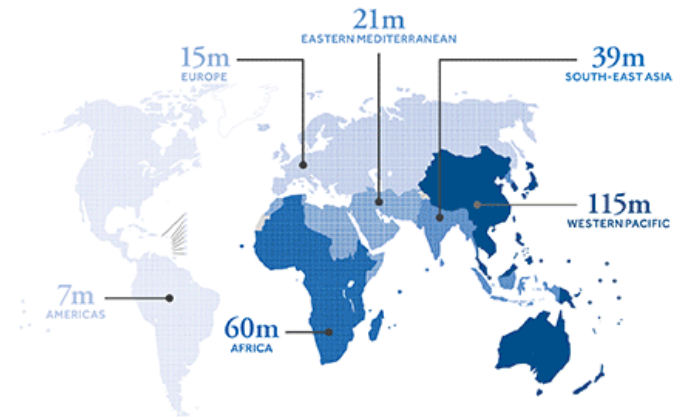 21m
EASTERN MEDITERRANEAN
15m
EUROPE
39m
SOUTH-EAST ASIA
115m
WESTERN PACIFIC
7m
AMERICAS
60m
AFRICA